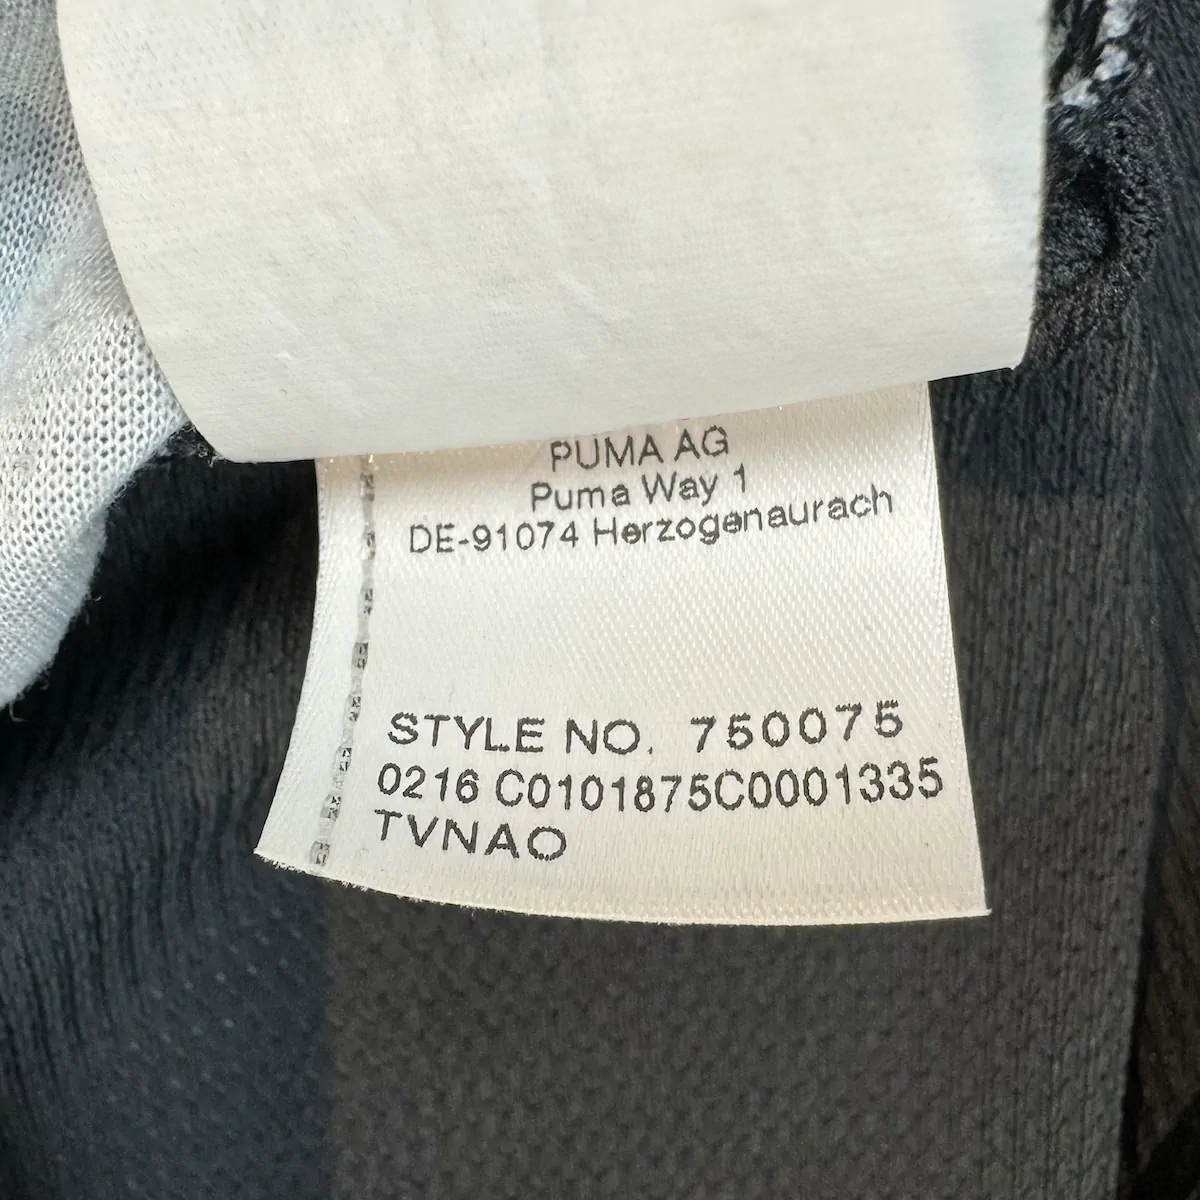 PUMA AG
Puma Way 1
DE-91074 Herzogenaurach
STYLE NO. 750075
0216 C0101875C0001335
TVNAO